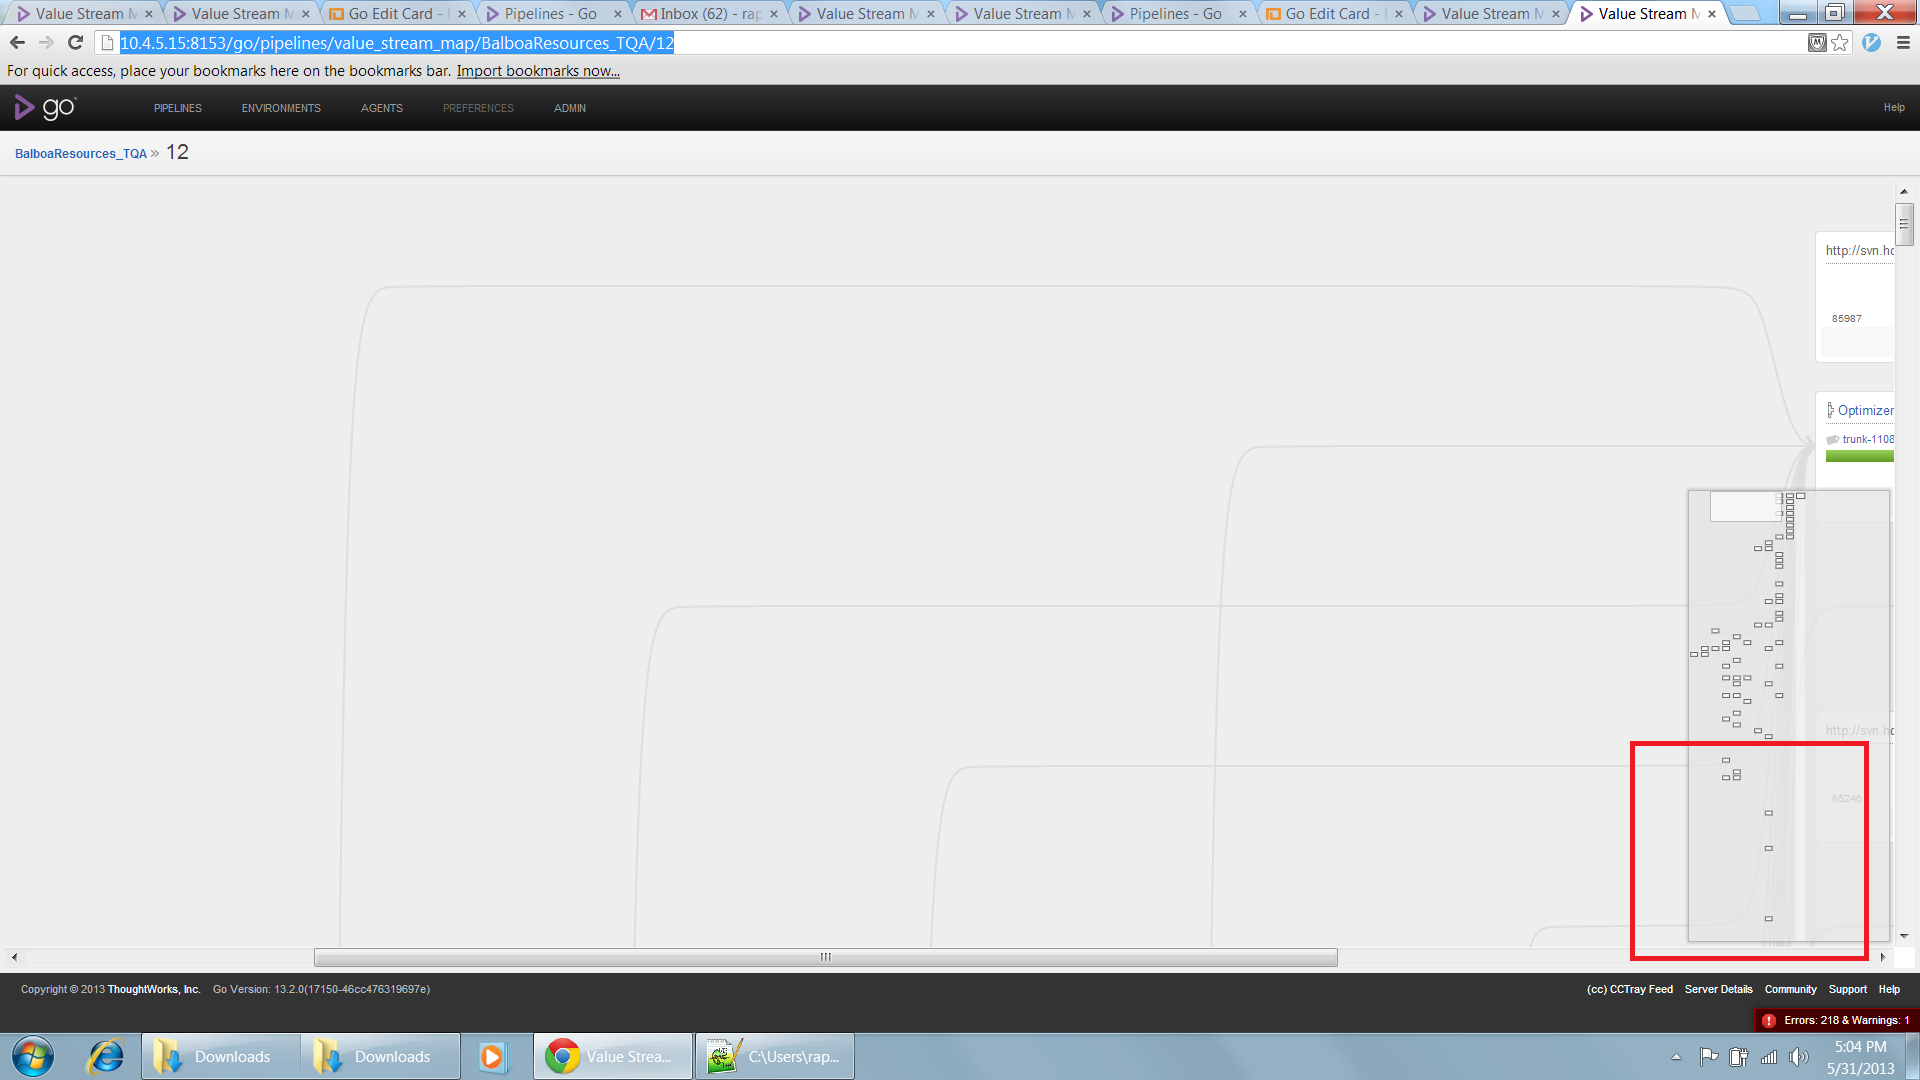 Value Stream M
Value Stream M
Go Edit Card -
Pipelines - Go
Inbox (62) - rap
Value Stream M
Value Stream M
Pipelines - Go
Go Edit Card -
Value Stream M
Value Stream M
10.4.5.15:8153/go/pipelines/value_stream_map/BalboaResources_TQA/12
For quick access, place your bookmarks here on the bookmarks bar. Import bookmarks now...
go PIPELINES ENVIRONMENTS AGENTS PREFERENCES ADMIN Help
BalboaResources_TQA » 12
http://svn.ho
85987
Optimizer
trunk-1108
http://svn.ho
85246
Copyright © 2013 ThoughtWorks, Inc. Go Version: 13.2.0(17150-46cc476319697e)
(cc) CCTray Feed Server Details Community Support Help
Errors: 218 & Warnings: 1
Downloads
Downloads
Value Strea...
C:\Users\rap...
5:04 PM
5/31/2013